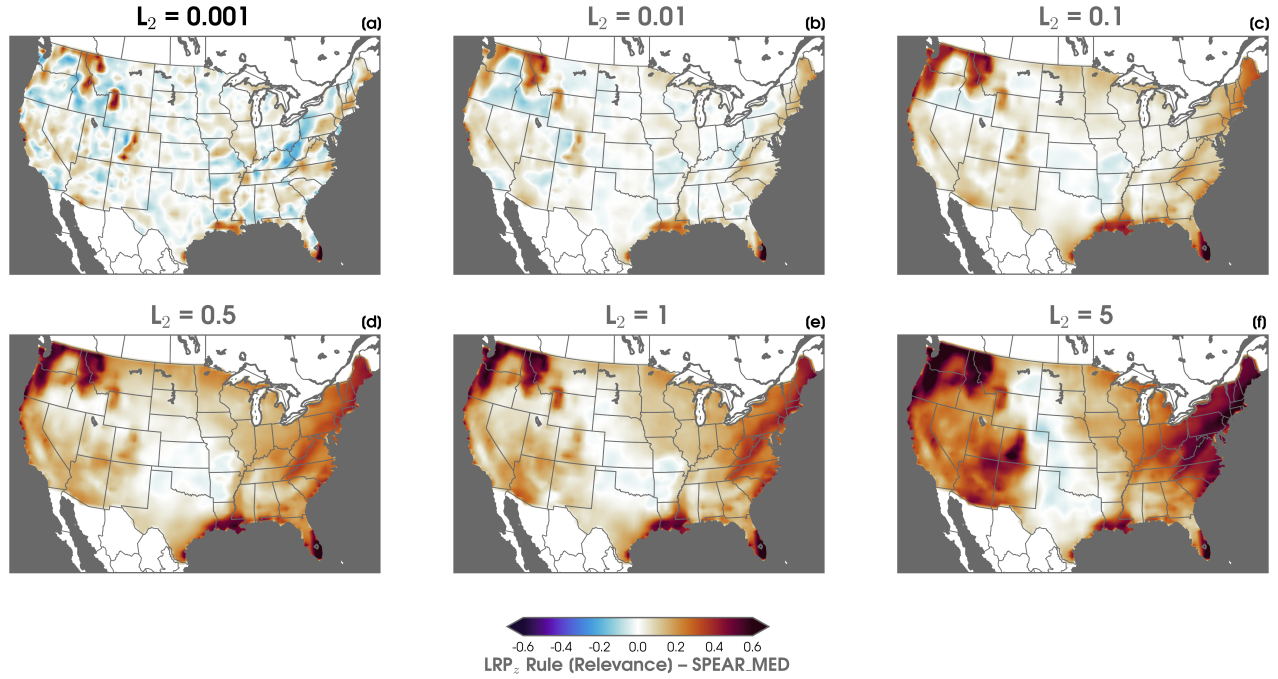 L₂ = 0.001
(a)
L₂ = 0.01
(b)
L₂ = 0.1
(c)
L₂ = 0.5
(d)
L₂ = 1
(e)
L₂ = 5
(f)
-0.6 -0.4 -0.2 0.0 0.2 0.4 0.6
LRP_z Rule (Relevance) – SPEAR_MED